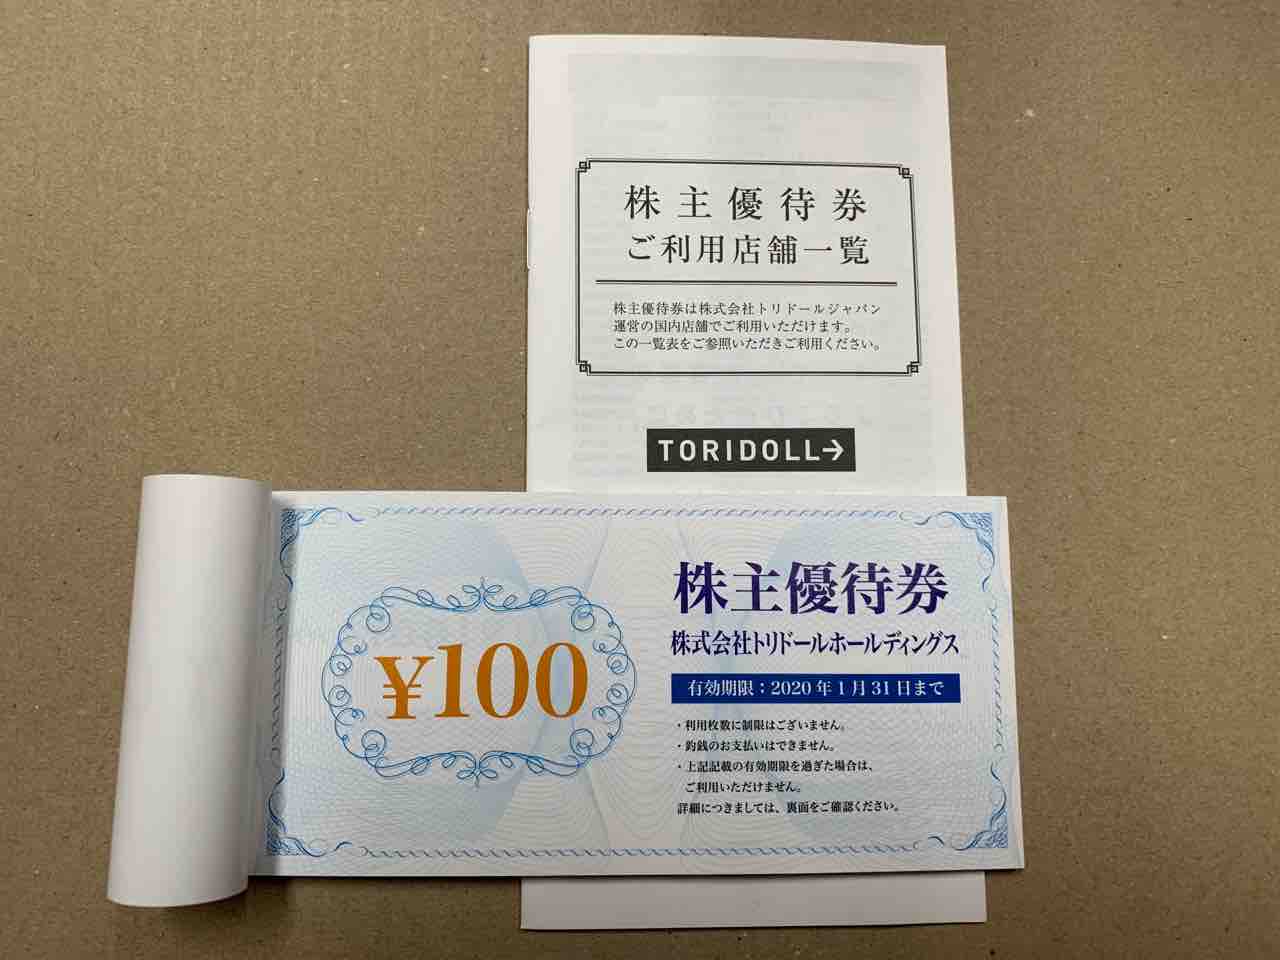 株主優待券
ご利用店舗一覧
株主優待券は株式会社トリドールジャパン
運営の国内店舗でご利用いただけます。
この一覧表をご参照いただきご利用ください。
TORIDOLL→
¥100
株主優待券
株式会社トリドールホールディングス
有効期限：2020年1月31日まで
・利用枚数に制限はございません。
・釣銭のお支払いはできません。
・上記記載の有効期限を過ぎた場合は、
ご利用いただけません。
詳細につきましては、裏面をご確認ください。